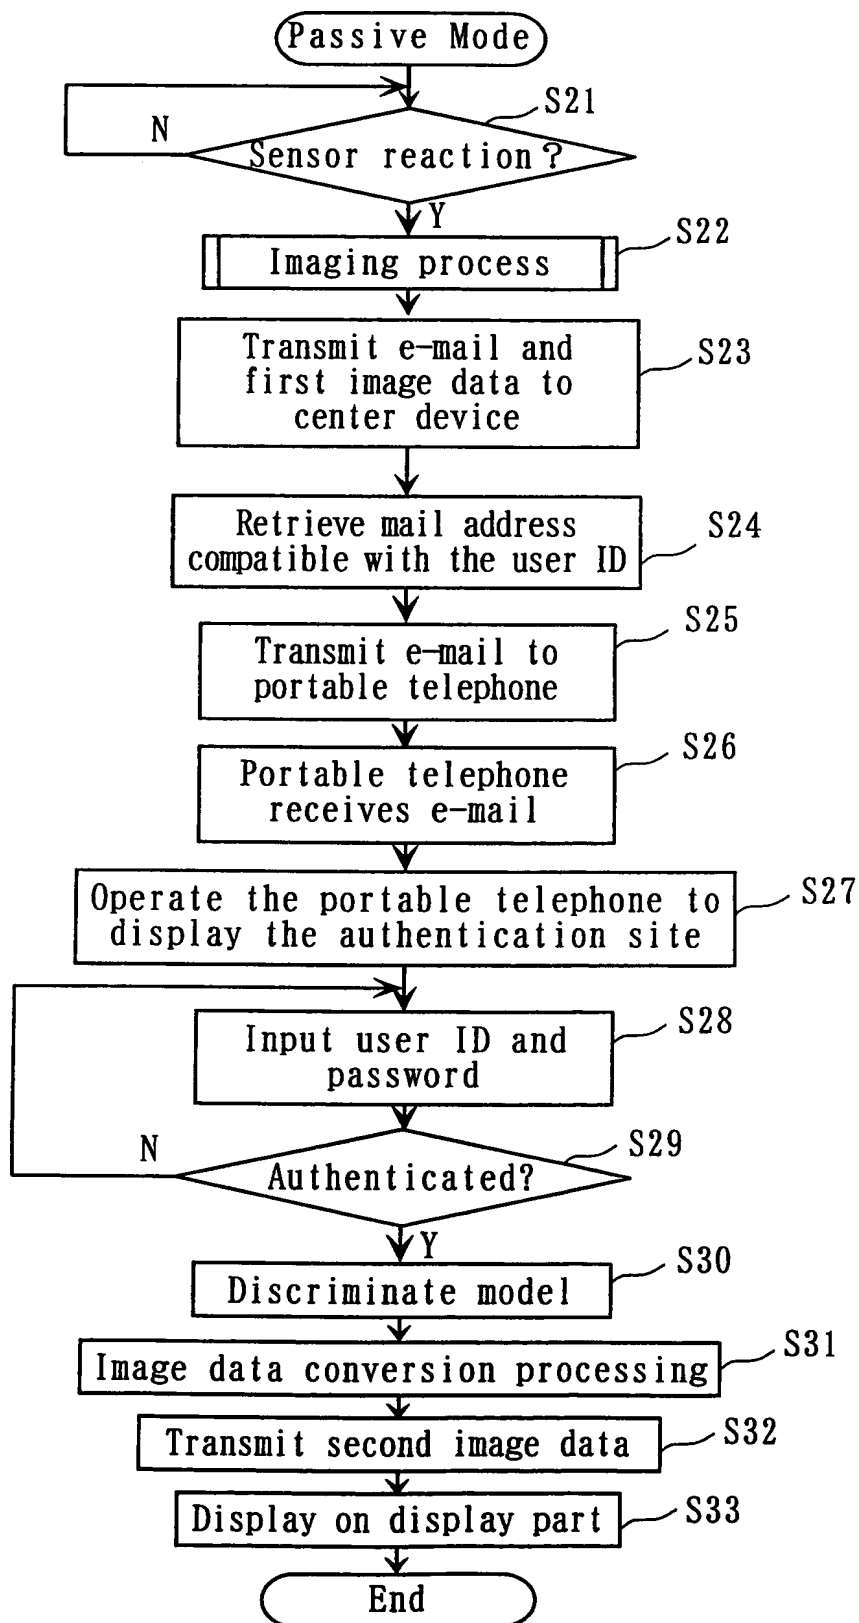 Passive Mode
S21
N
Sensor reaction?
Y
S22
Imaging process
S23
Transmit e-mail and
first image data to
center device
S24
Retrieve mail address
compatible with the user ID
S25
Transmit e-mail to
portable telephone
S26
Portable telephone
receives e-mail
S27
Operate the portable telephone to
display the authentication site
S28
Input user ID and
password
N
S29
Authenticated?
Y
S30
Discriminate model
S31
Image data conversion processing
S32
Transmit second image data
S33
Display on display part
End